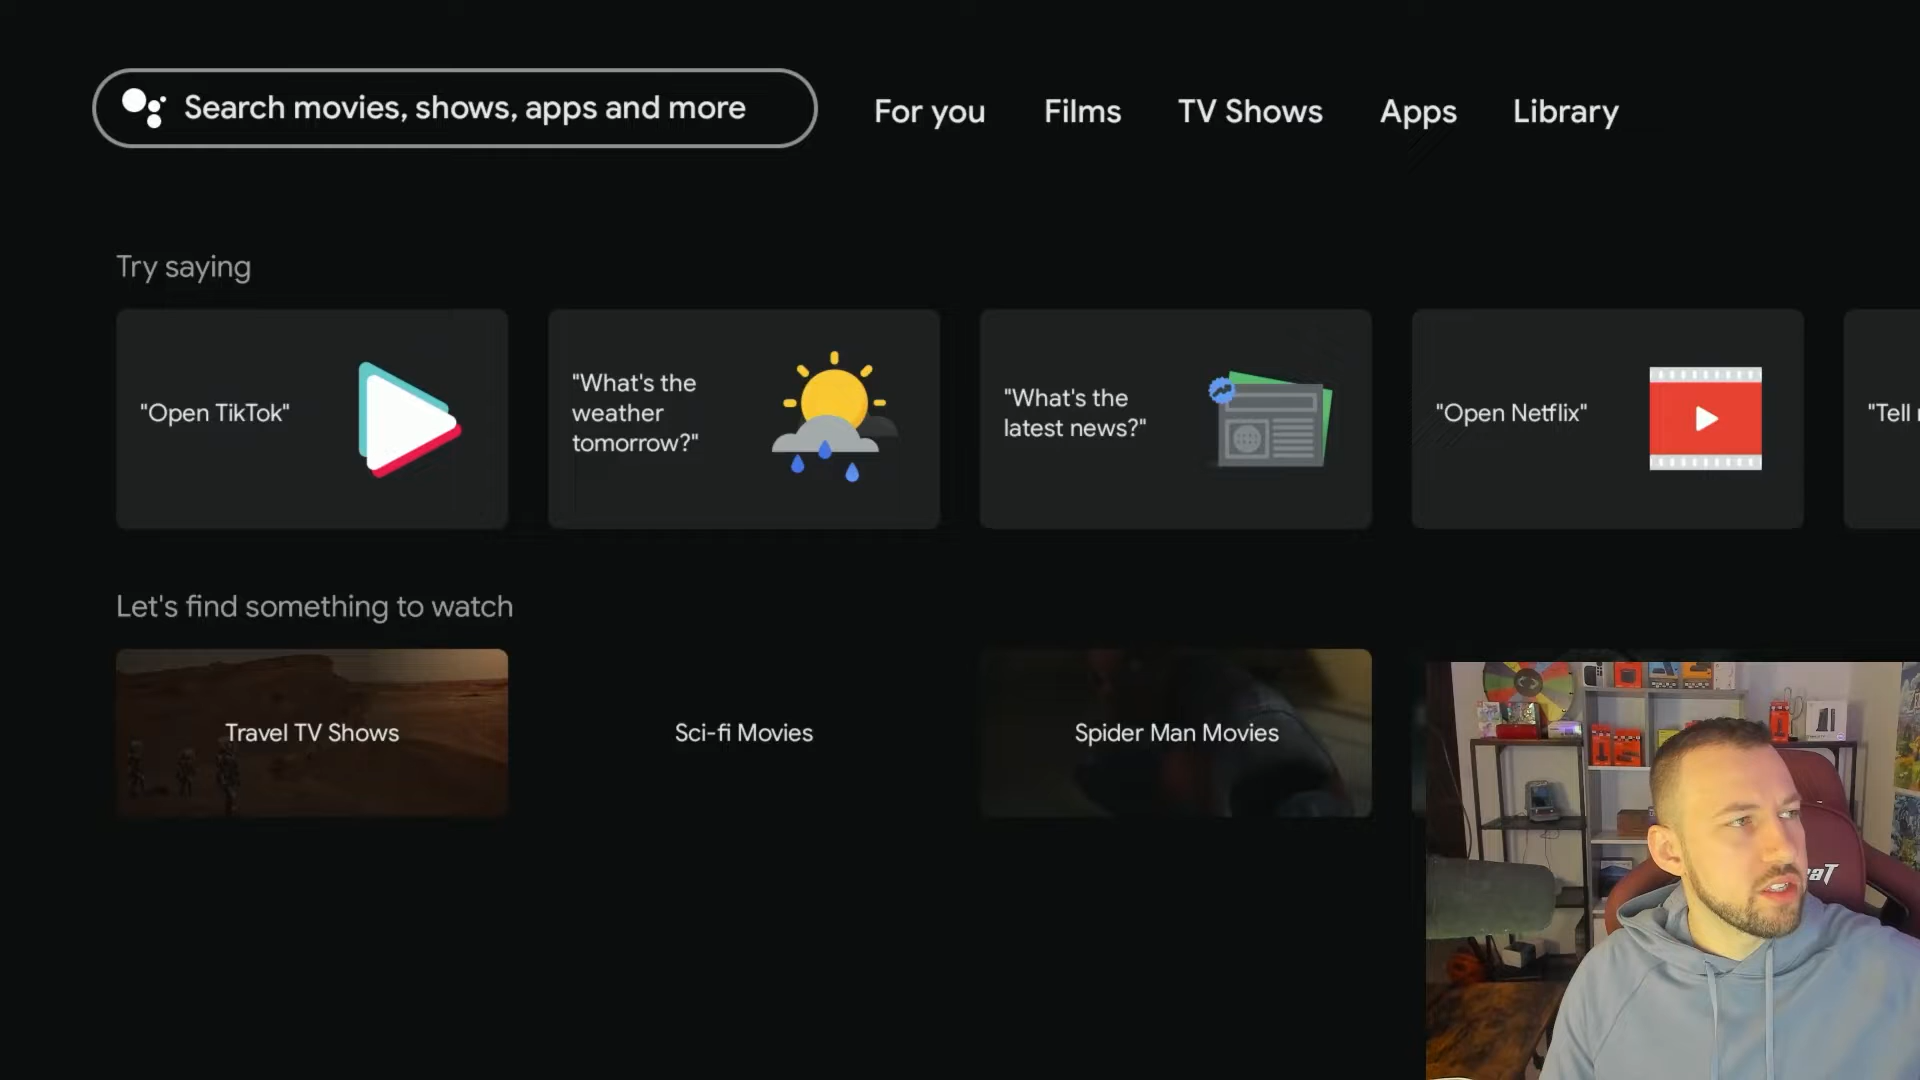 Search movies, shows, apps and more
For you
Films
TV Shows
Apps
Library
Try saying
"Open TikTok"
"What's the
weather
tomorrow?"
"What's the
latest news?"
"Open Netflix"
"Tell
Let's find something to watch
Travel TV Shows
Sci-fi Movies
Spider Man Movies